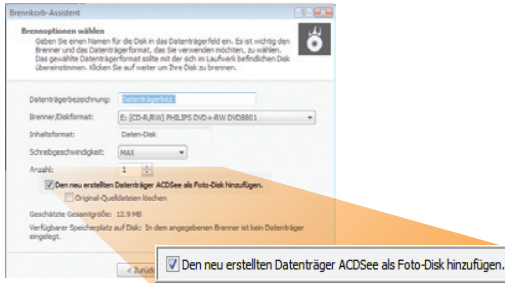 Brennkorb-Assistent
Brennoptionen wählen
Geben Sie einen Namen für die Disk in das Datenträgerfeld ein. Es ist wichtig den
Brenner und das Datenträgerformat, das Sie verwenden möchten, zu wählen.
Das gewählte Datenträgerformat sollte mit der sich im Laufwerk befindlichen Disk
übereinstimmen. Klicken Sie auf weiter um Ihre Disk zu brennen.
Datenträgerbezeichnung: Datenträgerbez.
Brenner/Diskformat: E: [CD-R/RW] PHILIPS DVD+-RW DVD8801
Inhaltsformat: Daten-Disk
Schreibgeschwindigkeit: MAX
Anzahl: 1
Den neu erstellten Datenträger ACDSee als Foto-Disk hinzufügen.
Original-Quelldateien löschen
Geschätzte Gesamtgröße: 12.9 MB
Verfügbarer Speicherplatz auf Disk: In dem angegebenen Brenner ist kein Datenträger
eingelegt.
< Zurück
Den neu erstellten Datenträger ACDSee als Foto-Disk hinzufügen.